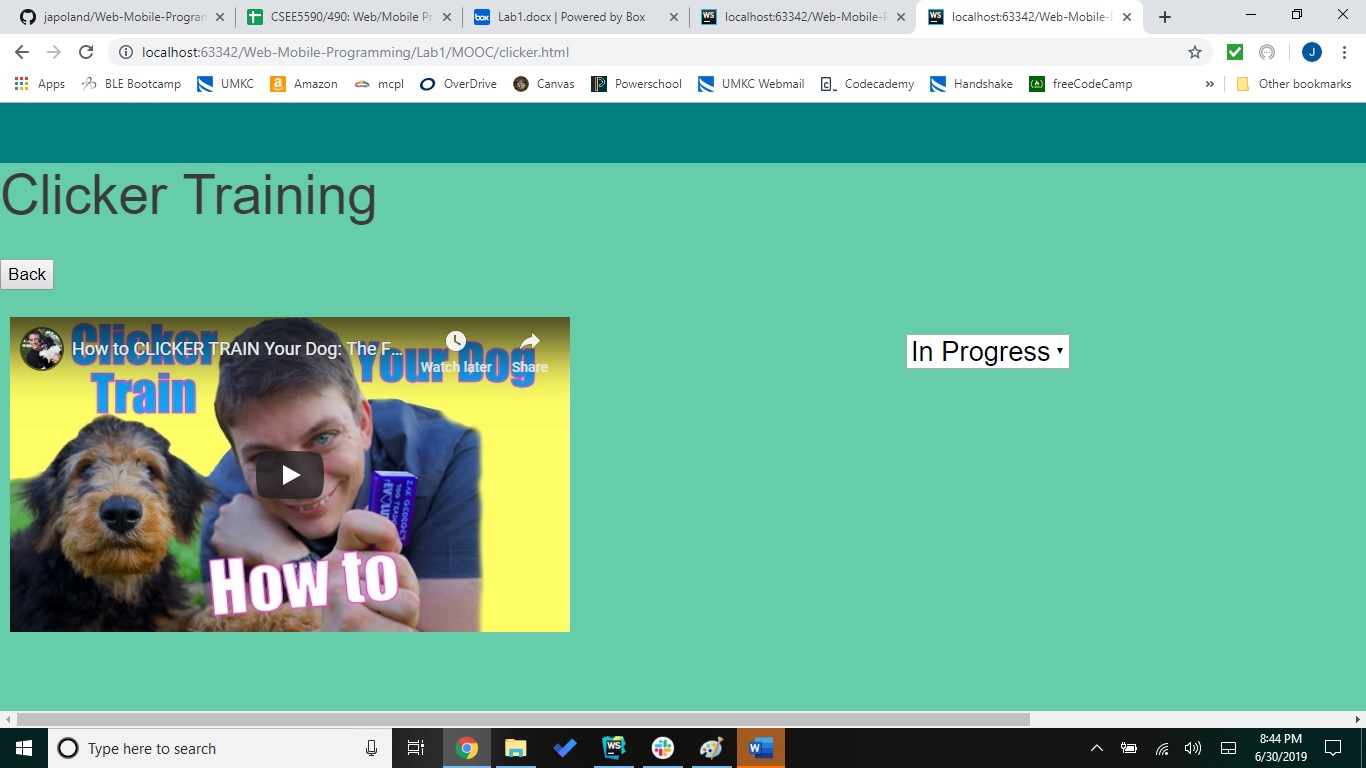 japoland/Web-Mobile-Program
CSEE5590/490: Web/Mobile Pr
Lab1.docx | Powered by Box
localhost:63342/Web-Mobile-P
localhost:63342/Web-Mobile-P
localhost:63342/Web-Mobile-Programming/Lab1/MOOC/clicker.html
J
Apps
BLE Bootcamp
UMKC
Amazon
mcpl
OverDrive
Canvas
Powerschool
UMKC Webmail
Codecademy
Handshake
freeCodeCamp
»
Other bookmarks
Clicker Training
Back
How to CLICKER TRAIN Your Dog: The F...
Watch later
Share
Clicker
Train
Your Dog
How to
In Progress
Type here to search
8:44 PM
6/30/2019